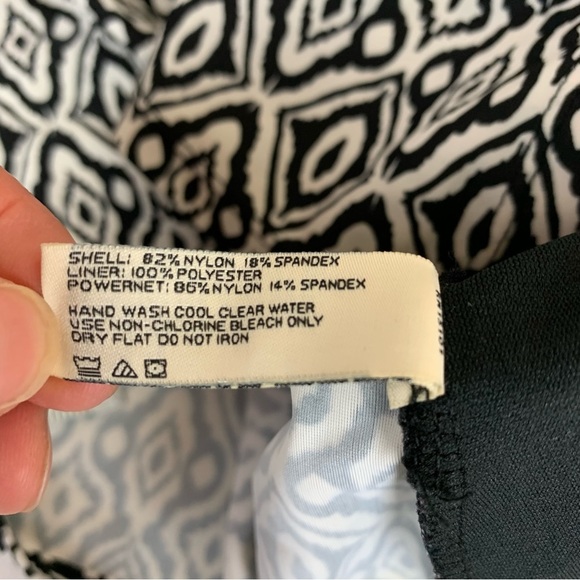 SHELL: 82% NYLON 18% SPANDEX
LINER: 100% POLYESTER
POWERNET: 86% NYLON 14% SPANDEX
HAND WASH COOL CLEAR WATER
USE NON-CHLORINE BLEACH ONLY
DRY FLAT DO NOT IRON